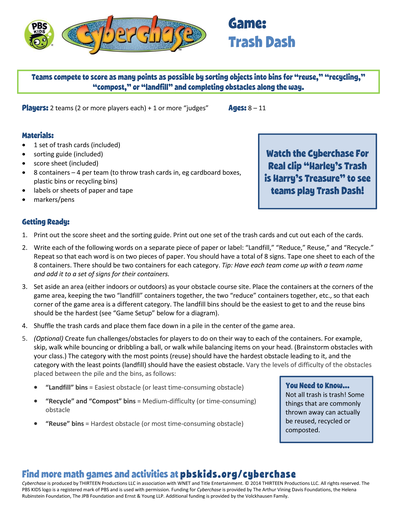 PBS
KIDS
Cyberchase
Game:
Trash Dash
Teams compete to score as many points as possible by sorting objects into bins for “reuse,” “recycling,”
“compost,” or “landfill” and completing obstacles along the way.
Players: 2 teams (2 or more players each) + 1 or more “judges”
Ages: 8 – 11
Materials:
• 1 set of trash cards (included)
• sorting guide (included)
• score sheet (included)
• 8 containers – 4 per team (to throw trash cards in, eg cardboard boxes,
plastic bins or recycling bins)
• labels or sheets of paper and tape
• markers/pens
Watch the Cyberchase For
Real clip “Harley’s Trash
is Harry’s Treasure” to see
teams play Trash Dash!
Getting Ready:
1. Print out the score sheet and the sorting guide. Print out one set of the trash cards and cut out each of the cards.
2. Write each of the following words on a separate piece of paper or label: “Landfill,” “Reduce,” Reuse,” and “Recycle.”
Repeat so that each word is on two pieces of paper. You should have a total of 8 signs. Tape one sheet to each of the
8 containers. There should be two containers for each category. Tip: Have each team come up with a team name
and add it to a set of signs for their containers.
3. Set aside an area (either indoors or outdoors) as your obstacle course site. Place the containers at the corners of the
game area, keeping the two “landfill” containers together, the two “reduce” containers together, etc., so that each
corner of the game area is a different category. The landfill bins should be the easiest to get to and the reuse bins
should be the hardest (see “Game Setup” below for a diagram).
4. Shuffle the trash cards and place them face down in a pile in the center of the game area.
5. (Optional) Create fun challenges/obstacles for players to do on their way to each of the containers. For example,
skip, walk while bouncing or dribbling a ball, or walk while balancing items on your head. (Brainstorm obstacles with
your class.) The category with the most points (reuse) should have the hardest obstacle leading to it, and the
category with the least points (landfill) should have the easiest obstacle. Vary the levels of difficulty of the obstacles
placed between the pile and the bins, as follows:
• “Landfill” bins = Easiest obstacle (or least time-consuming obstacle)
• “Recycle” and “Compost” bins = Medium-difficulty (or time-consuming)
obstacle
• “Reuse” bins = Hardest obstacle (or most time-consuming obstacle)
You Need to Know...
Not all trash is trash! Some
things that are commonly
thrown away can actually
be reused, recycled or
composted.
Find more math games and activities at pbskids.org/cyberchase
Cyberchase is produced by THIRTEEN Productions LLC in association with WNET and Title Entertainment. © 2014 THIRTEEN Productions LLC. All rights reserved. The
PBS KIDS logo is a registered mark of PBS and is used with permission. Funding for Cyberchase is provided by The Arthur Vining Davis Foundations, the Helena
Rubinstein Foundation, The JPB Foundation and Ernst & Young LLP. Additional funding is provided by the Volckhausen Family.